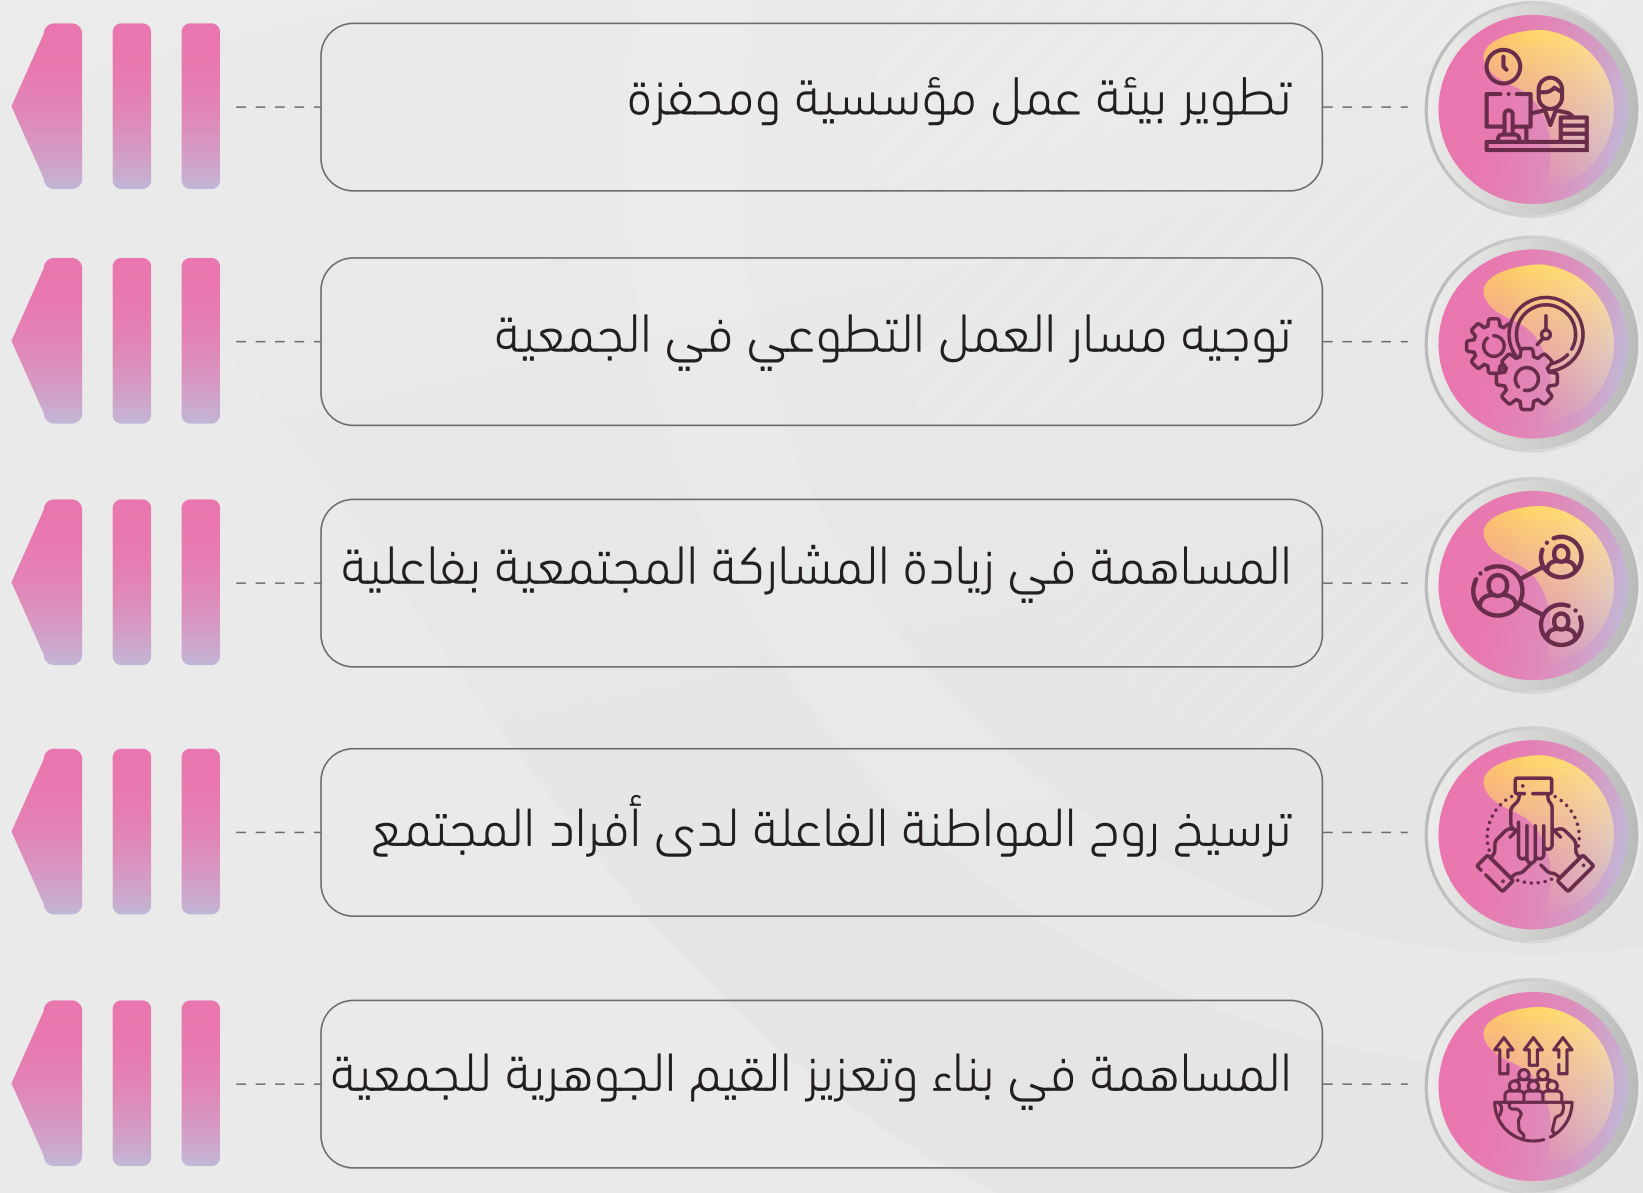 تطوير بيئة عمل مؤسسية ومحفزة
توجيه مسار العمل التطوعي في الجمعية
المساهمة في زيادة المشاركة المجتمعية بفاعلية
ترسيخ روح المواطنة الفاعلة لدى أفراد المجتمع
المساهمة في بناء وتعزيز القيم الجوهرية للجمعية